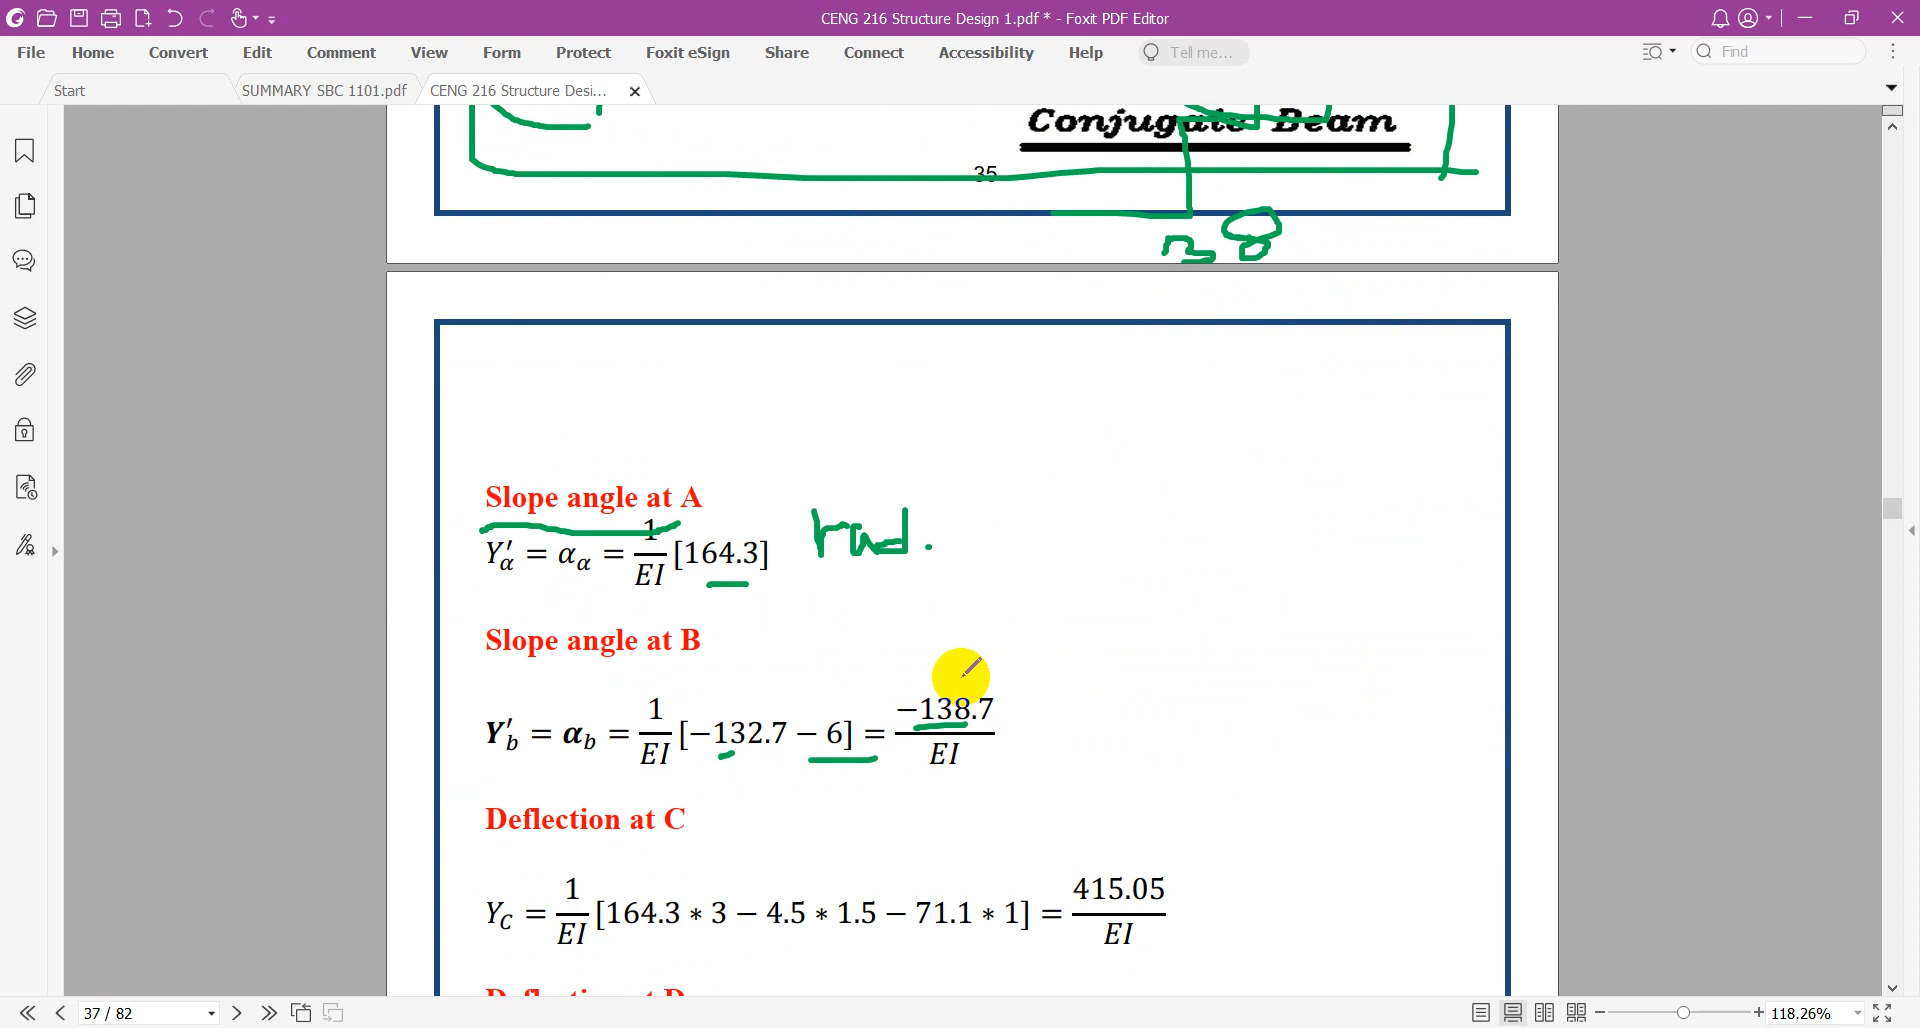 CENG 216 Structure Design 1.pdf * - Foxit PDF Editor
File Home Convert Edit Comment View Form Protect Foxit eSign Share Connect Accessibility Help Tell me... Find
Start SUMMARY SBC 1101.pdf CENG 216 Structure Desi...
Conjugate Beam
35
38
Slope angle at A
Y′α = αα = 1/EI [164.3] rad.
Slope angle at B
Y′b = αb = 1/EI [−132.7 − 6] = −138.7/EI
Deflection at C
YC = 1/EI [164.3 ∗ 3 − 4.5 ∗ 1.5 − 71.1 ∗ 1] = 415.05/EI
Deflection at D
37 / 82 118.26%